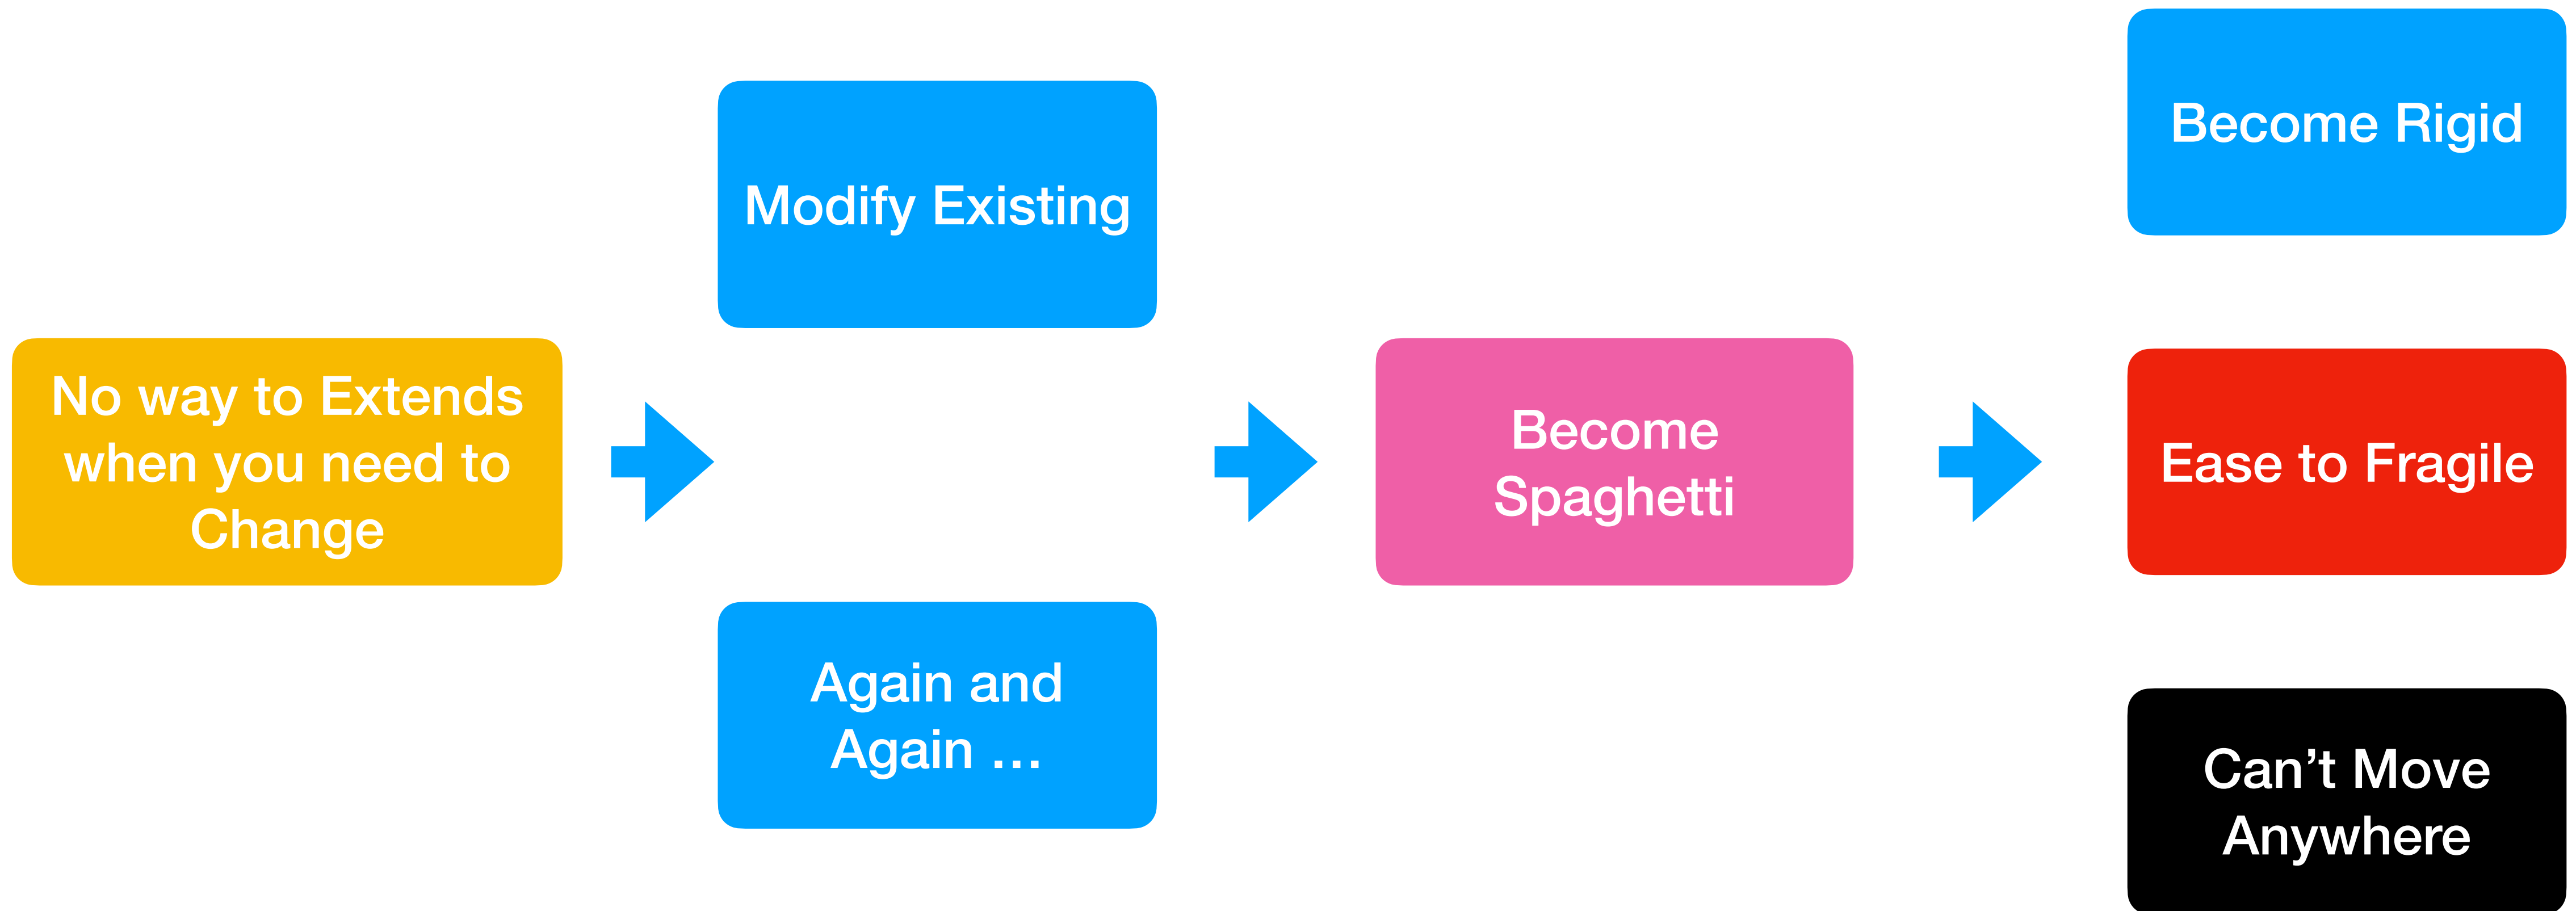 No way to Extends
when you need to
Change
Modify Existing
Again and
Again …
Become
Spaghetti
Become Rigid
Ease to Fragile
Can’t Move
Anywhere